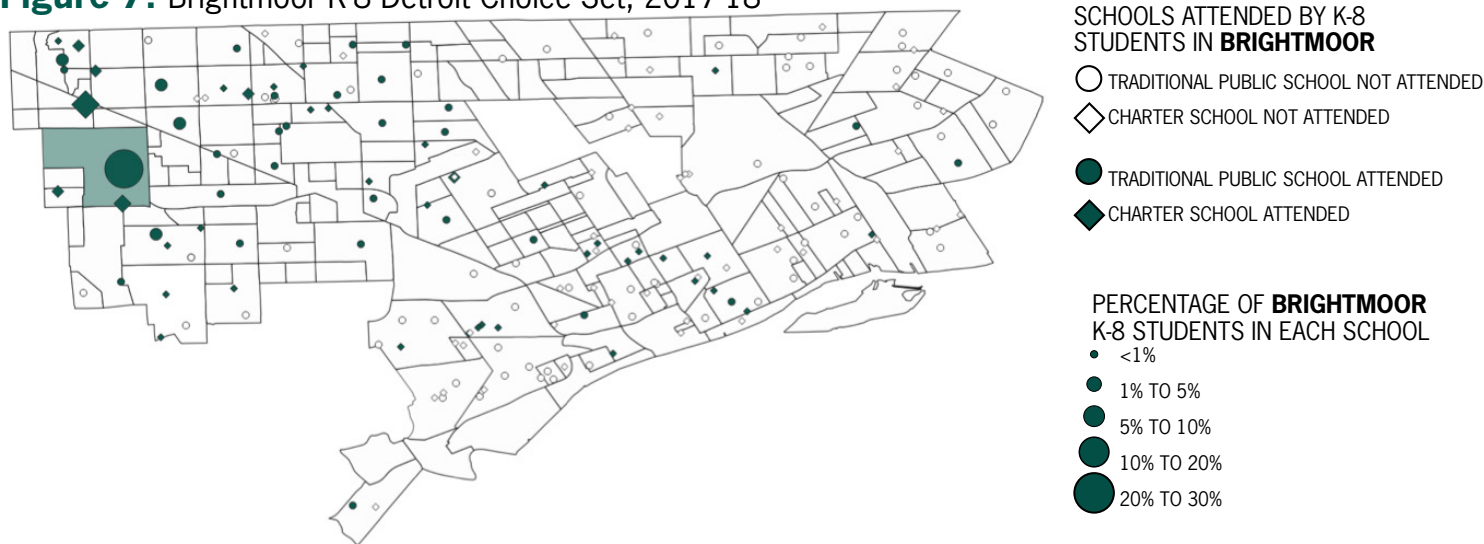 Figure 7: Brightmoor K-8 Detroit Choice Set, 2017-18
SCHOOLS ATTENDED BY K-8
STUDENTS IN BRIGHTMOOR
TRADITIONAL PUBLIC SCHOOL NOT ATTENDED
CHARTER SCHOOL NOT ATTENDED
TRADITIONAL PUBLIC SCHOOL ATTENDED
CHARTER SCHOOL ATTENDED
PERCENTAGE OF BRIGHTMOOR
K-8 STUDENTS IN EACH SCHOOL
<1%
1% TO 5%
5% TO 10%
10% TO 20%
20% TO 30%